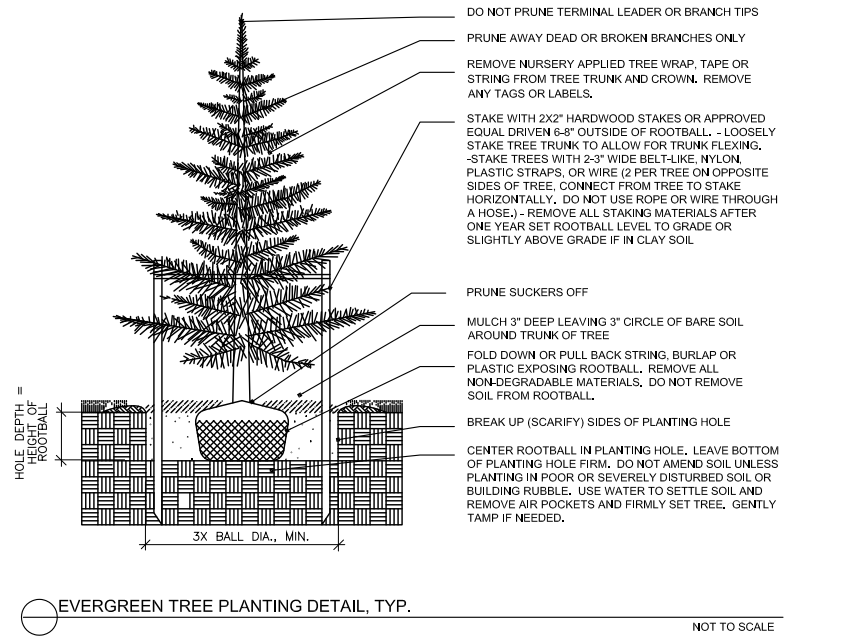 DO NOT PRUNE TERMINAL LEADER OR BRANCH TIPS
PRUNE AWAY DEAD OR BROKEN BRANCHES ONLY
REMOVE NURSERY APPLIED TREE WRAP, TAPE OR
STRING FROM TREE TRUNK AND CROWN. REMOVE
ANY TAGS OR LABELS.
STAKE WITH 2X2" HARDWOOD STAKES OR APPROVED
EQUAL DRIVEN 6-8" OUTSIDE OF ROOTBALL. - LOOSELY
STAKE TREE TRUNK TO ALLOW FOR TRUNK FLEXING.
-STAKE TREES WITH 2-3" WIDE BELT-LIKE, NYLON,
PLASTIC STRAPS, OR WIRE (2 PER TREE ON OPPOSITE
SIDES OF TREE, CONNECT FROM TREE TO STAKE
HORIZONTALLY. DO NOT USE ROPE OR WIRE THROUGH
A HOSE.) - REMOVE ALL STAKING MATERIALS AFTER
ONE YEAR SET ROOTBALL LEVEL TO GRADE OR
SLIGHTLY ABOVE GRADE IF IN CLAY SOIL
PRUNE SUCKERS OFF
MULCH 3" DEEP LEAVING 3" CIRCLE OF BARE SOIL
AROUND TRUNK OF TREE
FOLD DOWN OR PULL BACK STRING, BURLAP OR
PLASTIC EXPOSING ROOTBALL. REMOVE ALL
NON-DEGRADABLE MATERIALS. DO NOT REMOVE
SOIL FROM ROOTBALL.
BREAK UP (SCARIFY) SIDES OF PLANTING HOLE
CENTER ROOTBALL IN PLANTING HOLE. LEAVE BOTTOM
OF PLANTING HOLE FIRM. DO NOT AMEND SOIL UNLESS
PLANTING IN POOR OR SEVERELY DISTURBED SOIL OR
BUILDING RUBBLE. USE WATER TO SETTLE SOIL AND
REMOVE AIR POCKETS AND FIRMLY SET TREE. GENTLY
TAMP IF NEEDED.
HOLE DEPTH =
HEIGHT OF
ROOTBALL
3X BALL DIA., MIN.
EVERGREEN TREE PLANTING DETAIL, TYP.
NOT TO SCALE